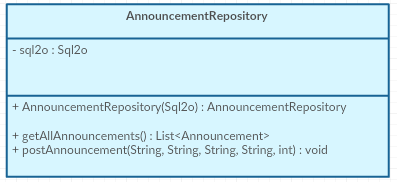 AnnouncementRepository
- sql2o : Sql2o
+ AnnouncementRepository(Sql2o) : AnnouncementRepository
+ getAllAnnouncements() : List<Announcement>
+ postAnnouncement(String, String, String, String, int) : void